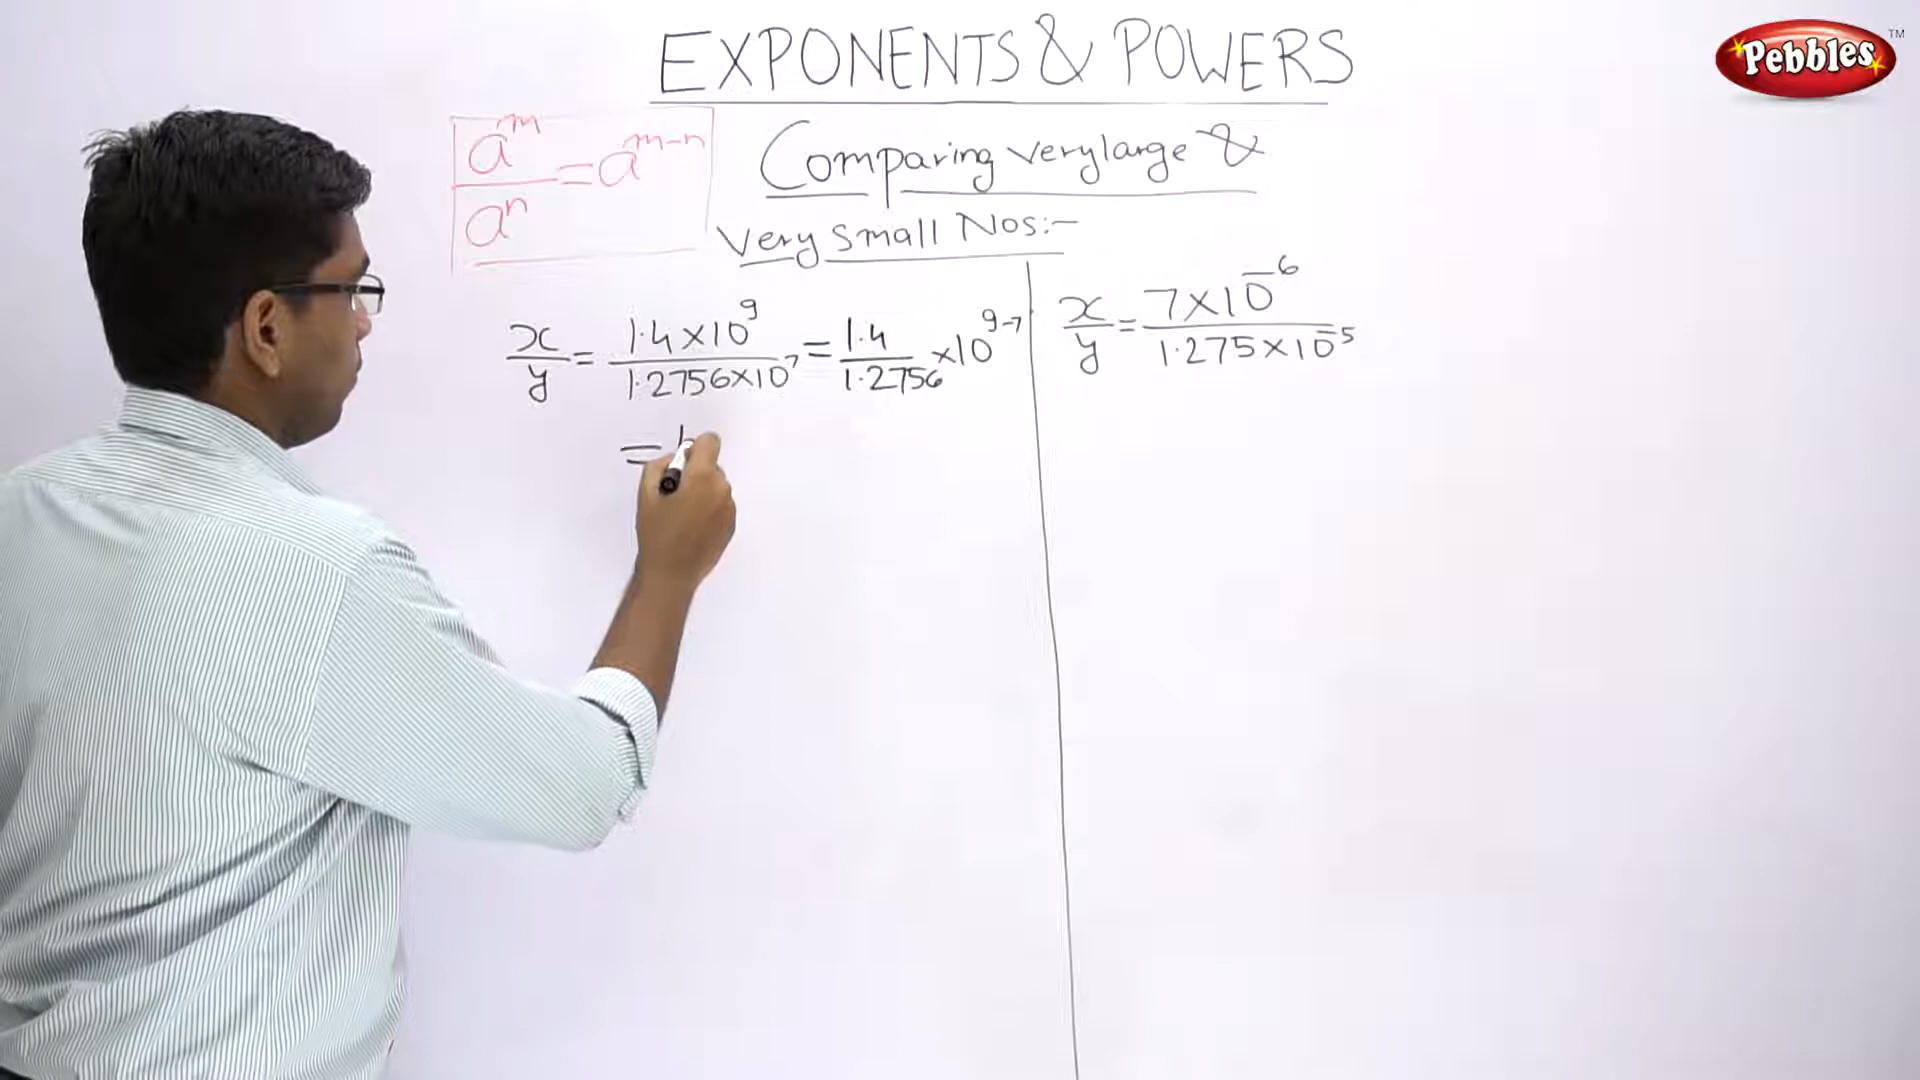 EXPONENTS & POWERS
Pebbles TM
a^m/a^n = a^(m-n)
Comparing very large &
Very Small Nos:-
x/y = 1.4×10^9/1.2756×10^7 = 1.4/1.2756 ×10^(9-7)
=
x/y = 7×10^-6/1.275×10^-5